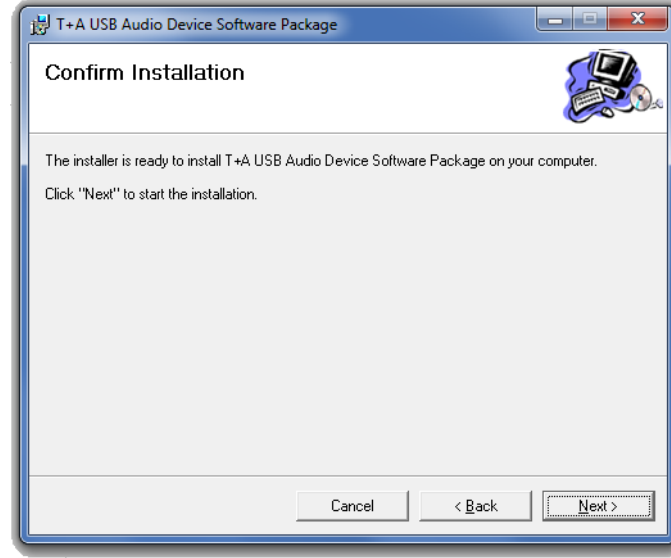 T+A USB Audio Device Software Package
Confirm Installation
The installer is ready to install T+A USB Audio Device Software Package on your computer.
Click "Next" to start the installation.
Cancel
< Back
Next >